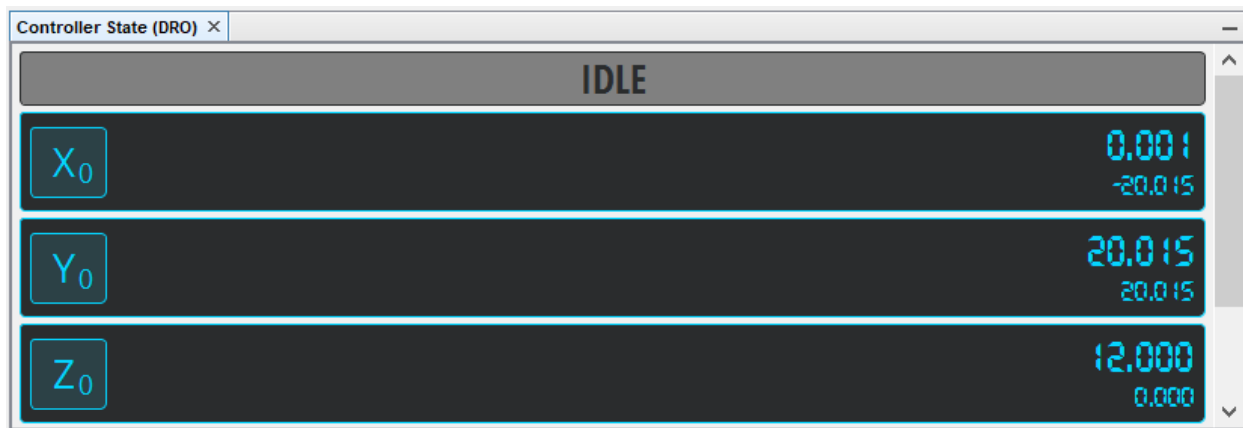 Controller State (DRO) ×
IDLE
X0 0.001
-20.015
Y0 20.015
20.015
Z0 12.000
0.000